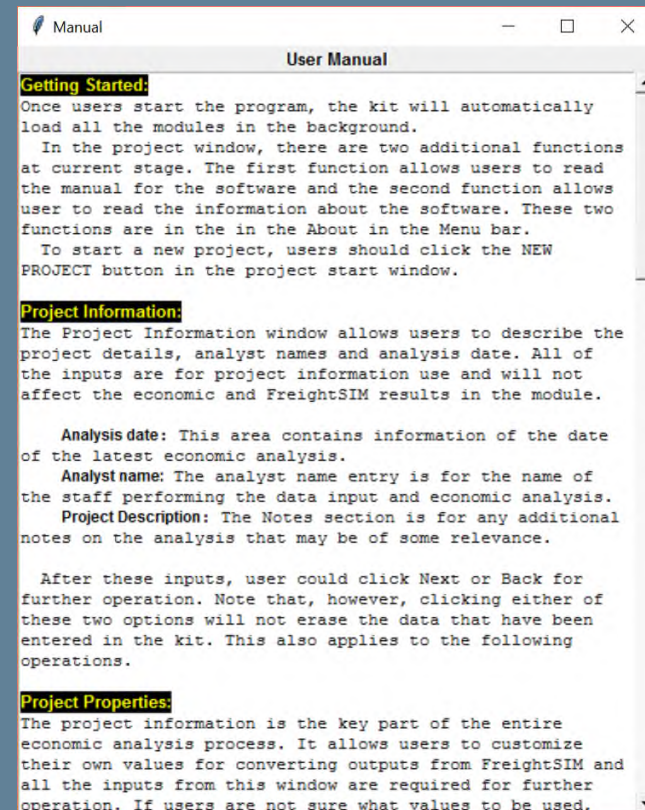 Manual
User Manual
Getting Started:
Once users start the program, the kit will automatically
load all the modules in the background.
In the project window, there are two additional functions
at current stage. The first function allows users to read
the manual for the software and the second function allows
user to read the information about the software. These two
functions are in the in the About in the Menu bar.
To start a new project, users should click the NEW
PROJECT button in the project start window.
Project Information:
The Project Information window allows users to describe the
project details, analyst names and analysis date. All of
the inputs are for project information use and will not
affect the economic and FreightSIM results in the module.
Analysis date: This area contains information of the date
of the latest economic analysis.
Analyst name: The analyst name entry is for the name of
the staff performing the data input and economic analysis.
Project Description: The Notes section is for any additional
notes on the analysis that may be of some relevance.
After these inputs, user could click Next or Back for
further operation. Note that, however, clicking either of
these two options will not erase the data that have been
entered in the kit. This also applies to the following
operations.
Project Properties:
The project information is the key part of the entire
economic analysis process. It allows users to customize
their own values for converting outputs from FreightSIM and
all the inputs from this window are required for further
operation. If users are not sure what values to be used,